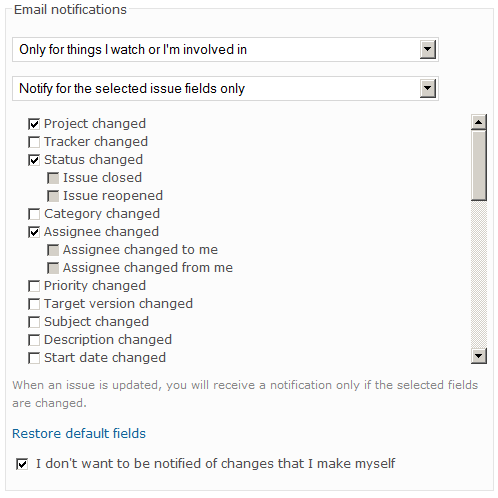 Email notifications
Only for things I watch or I'm involved in
Notify for the selected issue fields only
Project changed
Tracker changed
Status changed
Issue closed
Issue reopened
Category changed
Assignee changed
Assignee changed to me
Assignee changed from me
Priority changed
Target version changed
Subject changed
Description changed
Start date changed
When an issue is updated, you will receive a notification only if the selected fields
are changed.
Restore default fields
I don't want to be notified of changes that I make myself